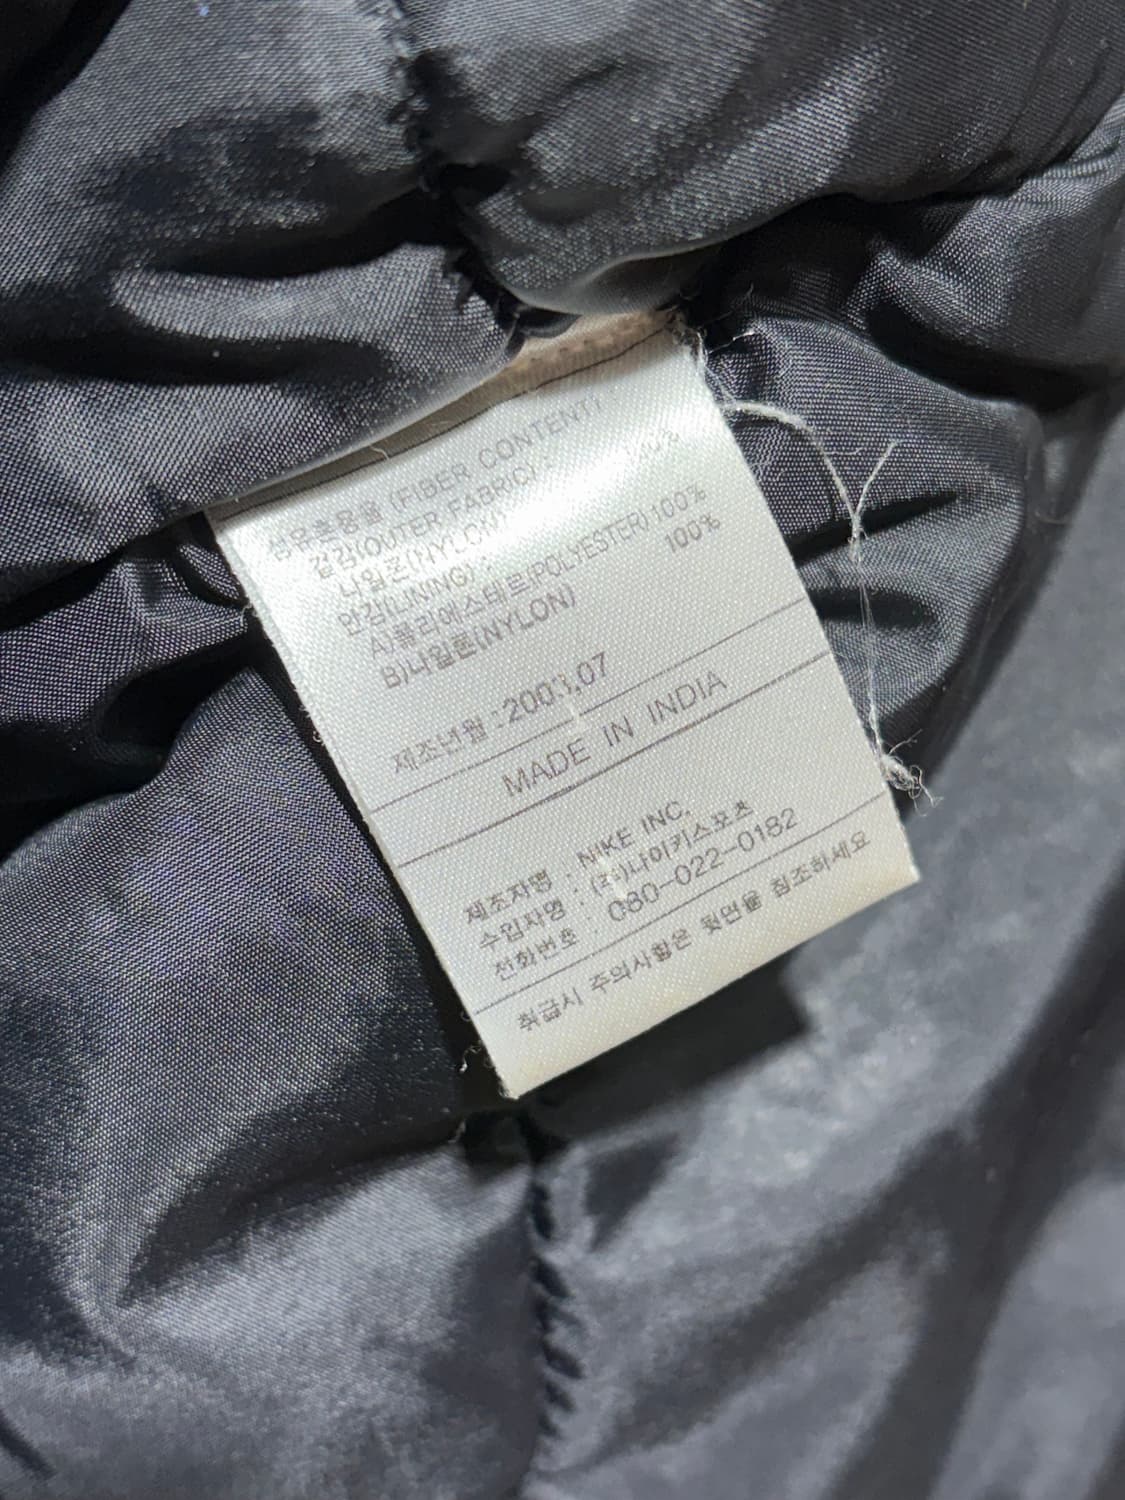 섬유혼용율 (FIBER CONTENT)
겉감(OUTER FABRIC) :
나일론(NYLON) 100%
안감(LINING) :
A)폴리에스테르(POLYESTER) 100%
B)나일론(NYLON) 100%
제조년월 : 2003.07
MADE IN INDIA
제조자명 : NIKE INC.
수입자명 : (주)나이키스포츠
전화번호 : 080-022-0182
취급시 주의사항은 뒷면을 참조하세요